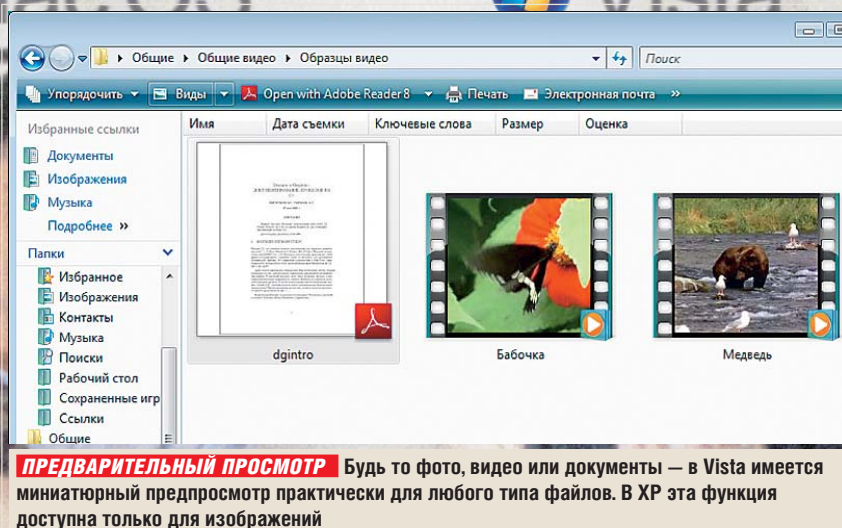 Mac OS
Vista
Общие ▸ Общие видео ▸ Образцы видео
Поиск
Упорядочить Виды Open with Adobe Reader 8 Печать Электронная почта »
Избранные ссылки
Документы
Изображения
Музыка
Подробнее »
Имя Дата съемки Ключевые слова Размер Оценка
Папки
Избранное
Изображения
Контакты
Музыка
Поиски
Рабочий стол
Сохраненные игр
Ссылки
Общие
dgintro
Бабочка
Медведь
ПРЕДВАРИТЕЛЬНЫЙ ПРОСМОТР Будь то фото, видео или документы — в Vista имеется
миниатюрный предпросмотр практически для любого типа файлов. В XP эта функция
доступна только для изображений